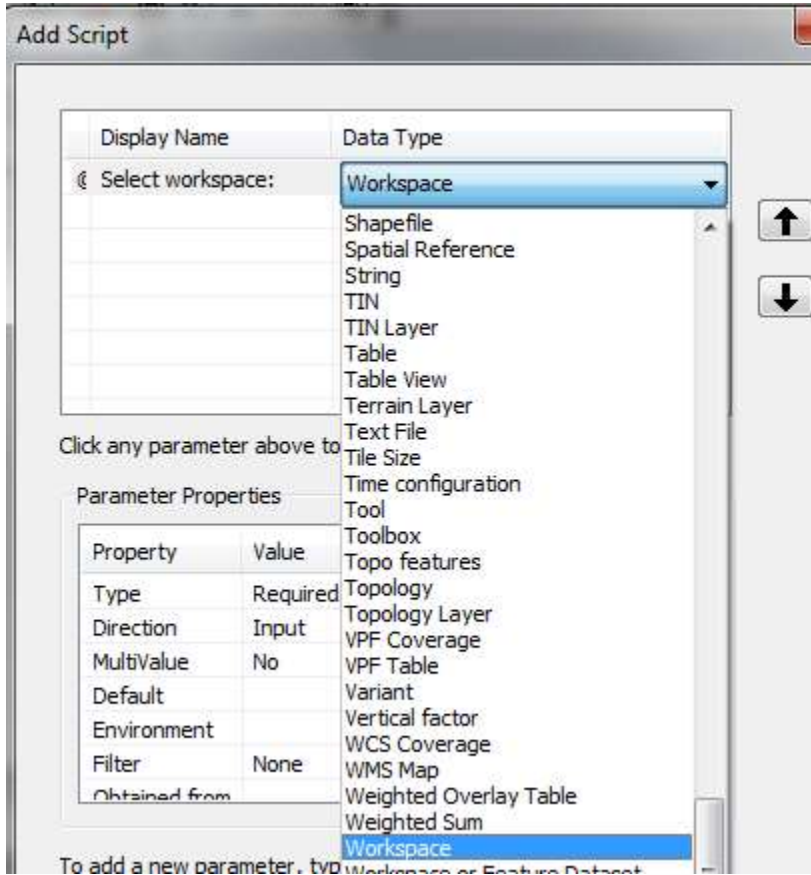 Add Script
Display Name Data Type
Select workspace: Workspace
Shapefile
Spatial Reference
String
TIN
TIN Layer
Table
Table View
Terrain Layer
Text File
Tile Size
Time configuration
Tool
Toolbox
Topo features
Topology
Topology Layer
VPF Coverage
VPF Table
Variant
Vertical factor
WCS Coverage
WMS Map
Weighted Overlay Table
Weighted Sum
Workspace
Workspace or Feature Dataset
Click any parameter above to
Parameter Properties
Property Value
Type Required
Direction Input
MultiValue No
Default
Environment
Filter None
Obtained from
To add a new parameter, typ